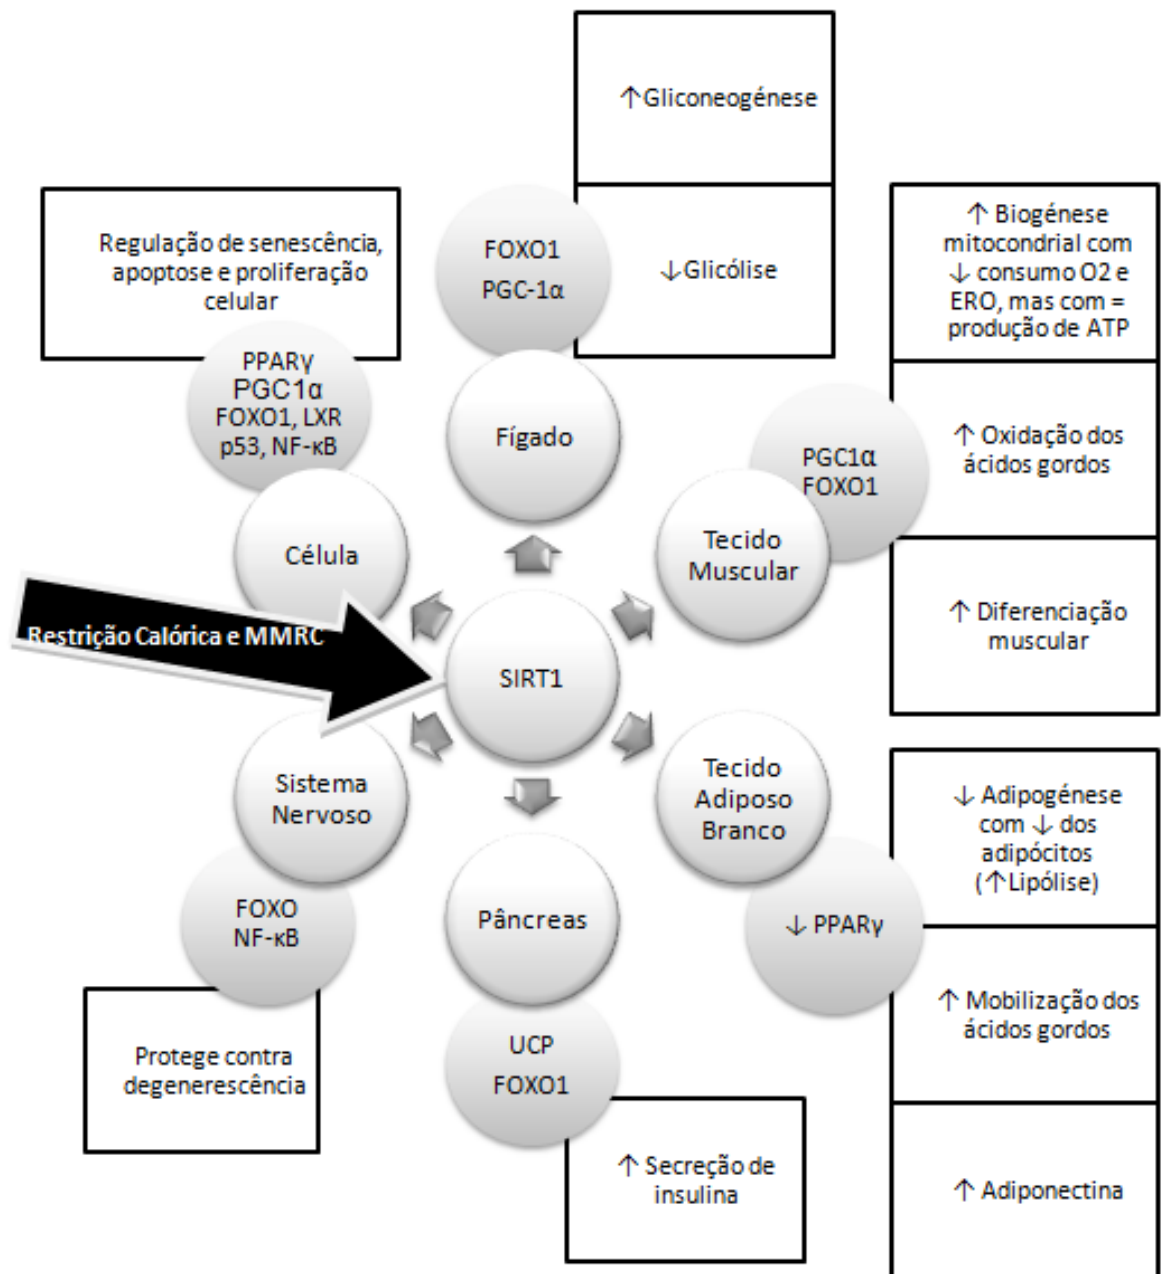 ↑Gliconeogénese
↓Glicólise
FOXO1
PGC-1α
Fígado
Regulação de senescência,
apoptose e proliferação
celular
PPARγ
PGC1α
FOXO1, LXR
p53, NF-κB
Célula
↑ Biogénese
mitocondrial com
↓ consumo O2 e
ERO, mas com =
produção de ATP
↑ Oxidação dos
ácidos gordos
↑ Diferenciação
muscular
PGC1α
FOXO1
Tecido
Muscular
Restrição Calórica e MMRC
SIRT1
Sistema
Nervoso
FOXO
NF-κB
Protege contra
degenerescência
Pâncreas
UCP
FOXO1
↑ Secreção de
insulina
Tecido
Adiposo
Branco
↓ PPARγ
↓ Adipogénese
com ↓ dos
adipócitos
(↑Lipólise)
↑ Mobilização dos
ácidos gordos
↑ Adiponectina